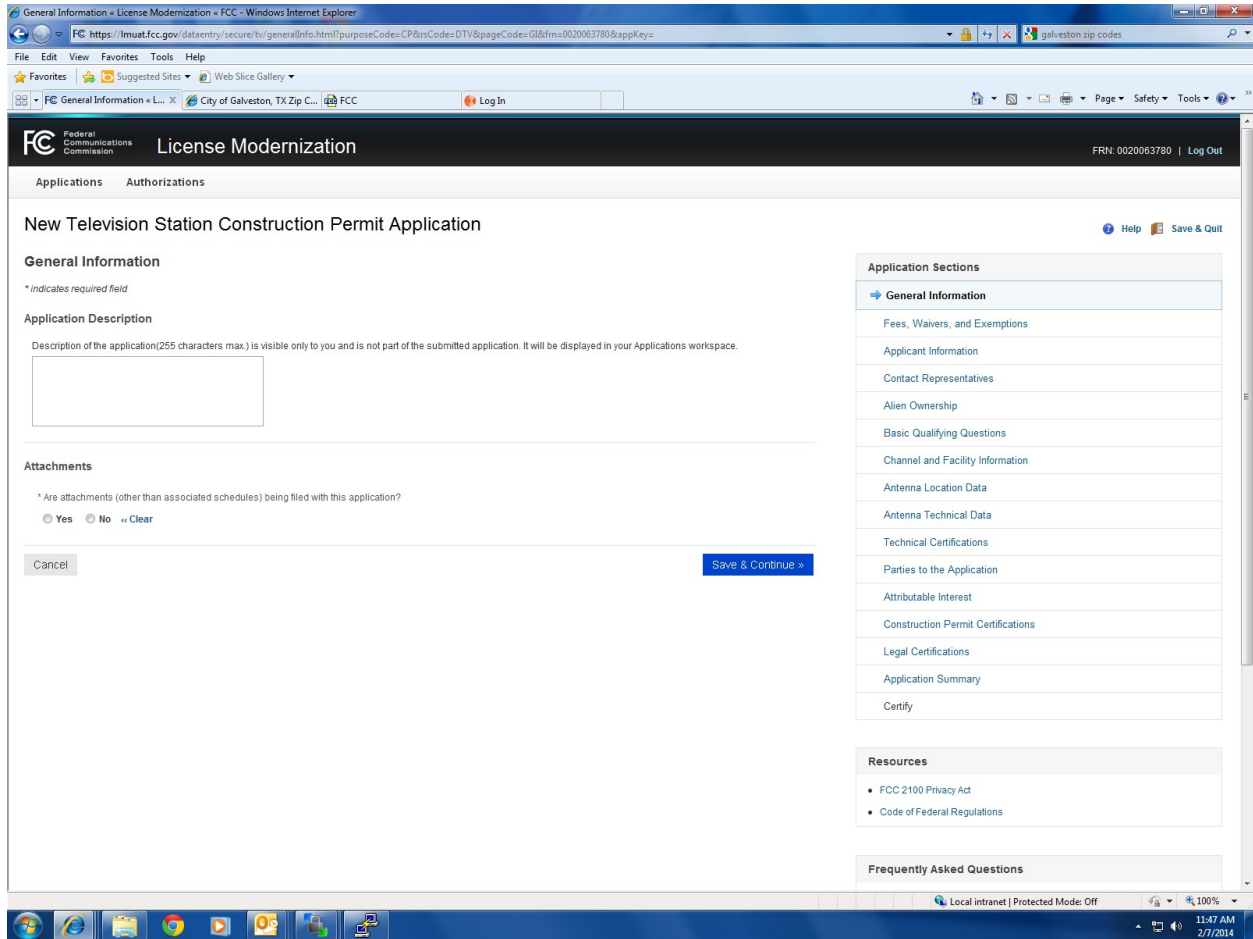 General Information « License Modernization « FCC - Windows Internet Explorer
https://lmuat.fcc.gov/dataentry/secure/tv/generalInfo.html?purposeCode=CP&rsCode=DTV&pageCode=GI&frn=0020063780&appKey=
galveston zip codes
File Edit View Favorites Tools Help
Favorites Suggested Sites Web Slice Gallery
General Information « L... City of Galveston, TX Zip C... FCC Log In Page Safety Tools
FCC Federal Communications Commission License Modernization
FRN: 0020063780 | Log Out
Applications Authorizations
New Television Station Construction Permit Application
Help Save & Quit
General Information
* indicates required field
Application Description
Description of the application(255 characters max.) is visible only to you and is not part of the submitted application. It will be displayed in your Applications workspace.
Attachments
* Are attachments (other than associated schedules) being filed with this application?
Yes No «Clear
Cancel Save & Continue »
Application Sections
General Information
Fees, Waivers, and Exemptions
Applicant Information
Contact Representatives
Alien Ownership
Basic Qualifying Questions
Channel and Facility Information
Antenna Location Data
Antenna Technical Data
Technical Certifications
Parties to the Application
Attributable Interest
Construction Permit Certifications
Legal Certifications
Application Summary
Certify
Resources
• FCC 2100 Privacy Act
• Code of Federal Regulations
Frequently Asked Questions
Local intranet | Protected Mode: Off 100%
11:47 AM
2/7/2014